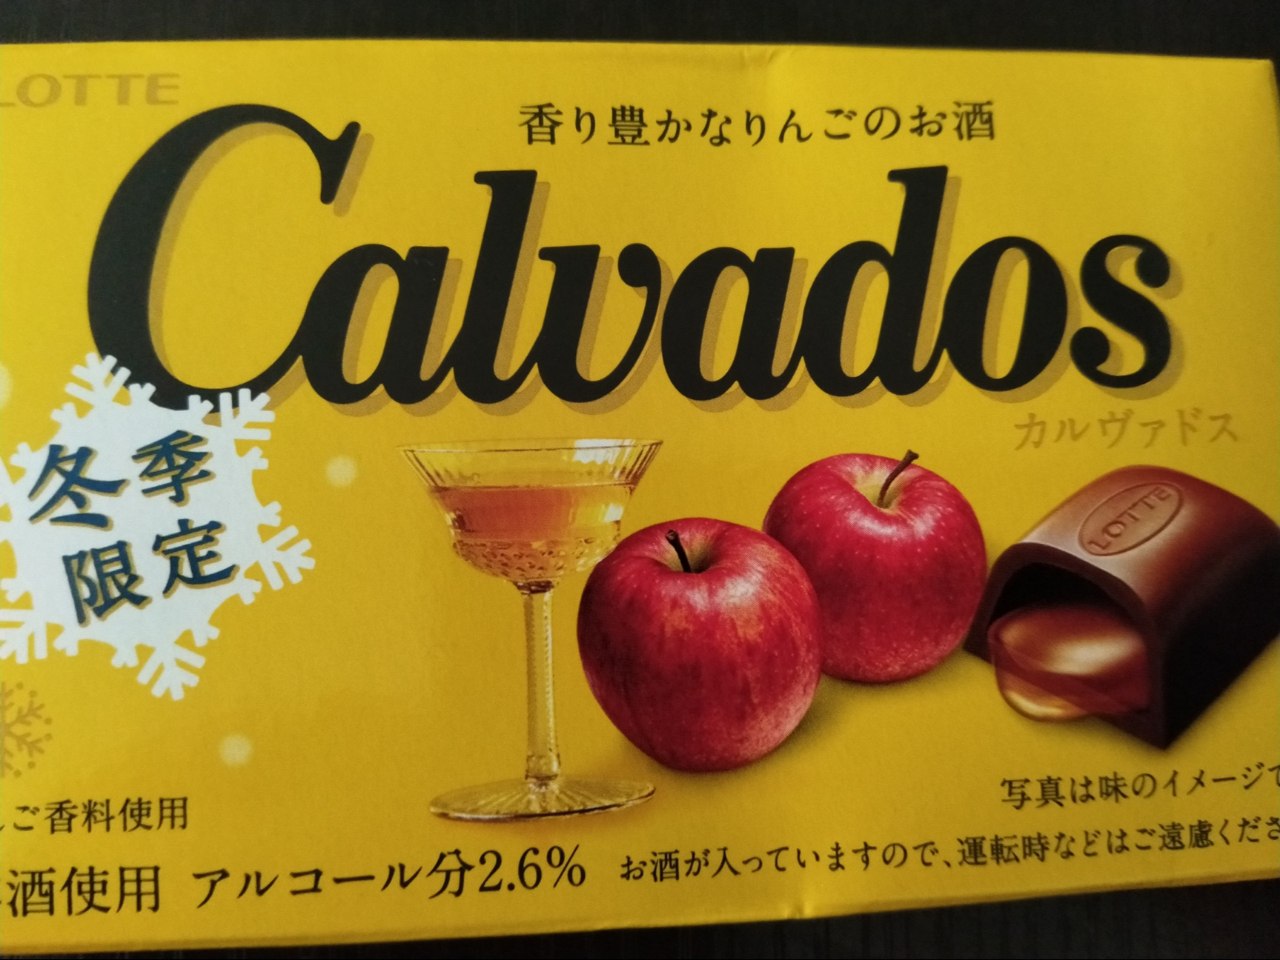 LOTTE
香り豊かなりんごのお酒
Calvados
カルヴァドス
冬季
限定
LOTTE
ご香料使用
写真は味のイメージで
酒使用 アルコール分2.6% お酒が入っていますので、運転時などはご遠慮くださ